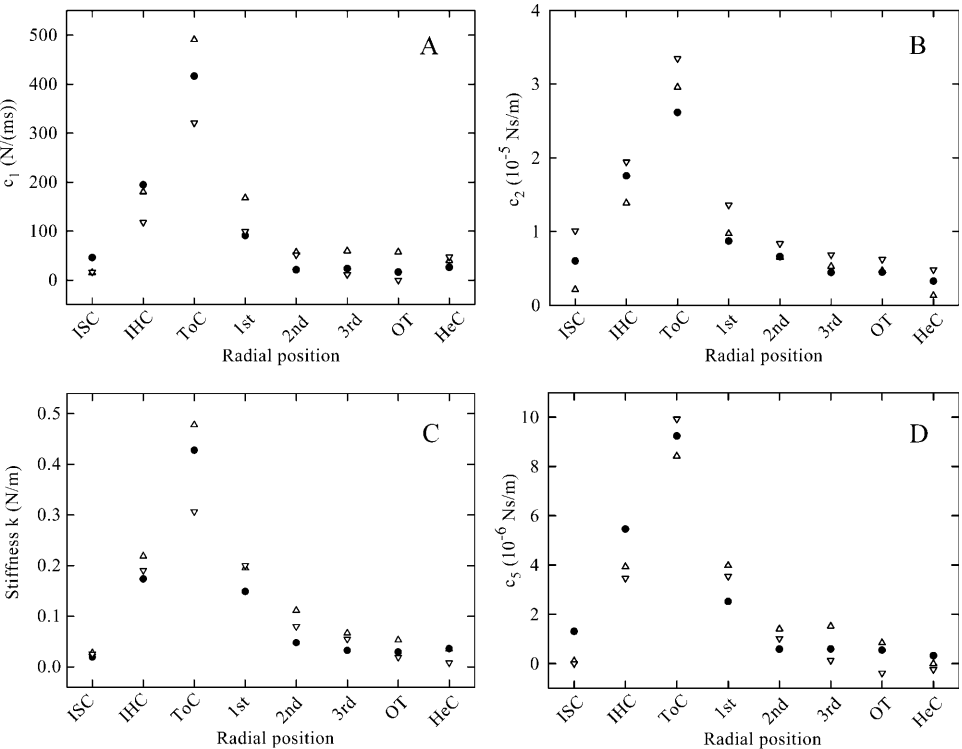 A
c1 (N/(ms))
500
400
300
200
100
0
ISC IHC ToC 1st 2nd 3rd OT HeC
Radial position
B
c2 (10-5 Ns/m)
4
3
2
1
0
ISC IHC ToC 1st 2nd 3rd OT HeC
Radial position
C
Stiffness k (N/m)
0.5
0.4
0.3
0.2
0.1
0.0
ISC IHC ToC 1st 2nd 3rd OT HeC
Radial position
D
c5 (10-6 Ns/m)
10
8
6
4
2
0
ISC IHC ToC 1st 2nd 3rd OT HeC
Radial position